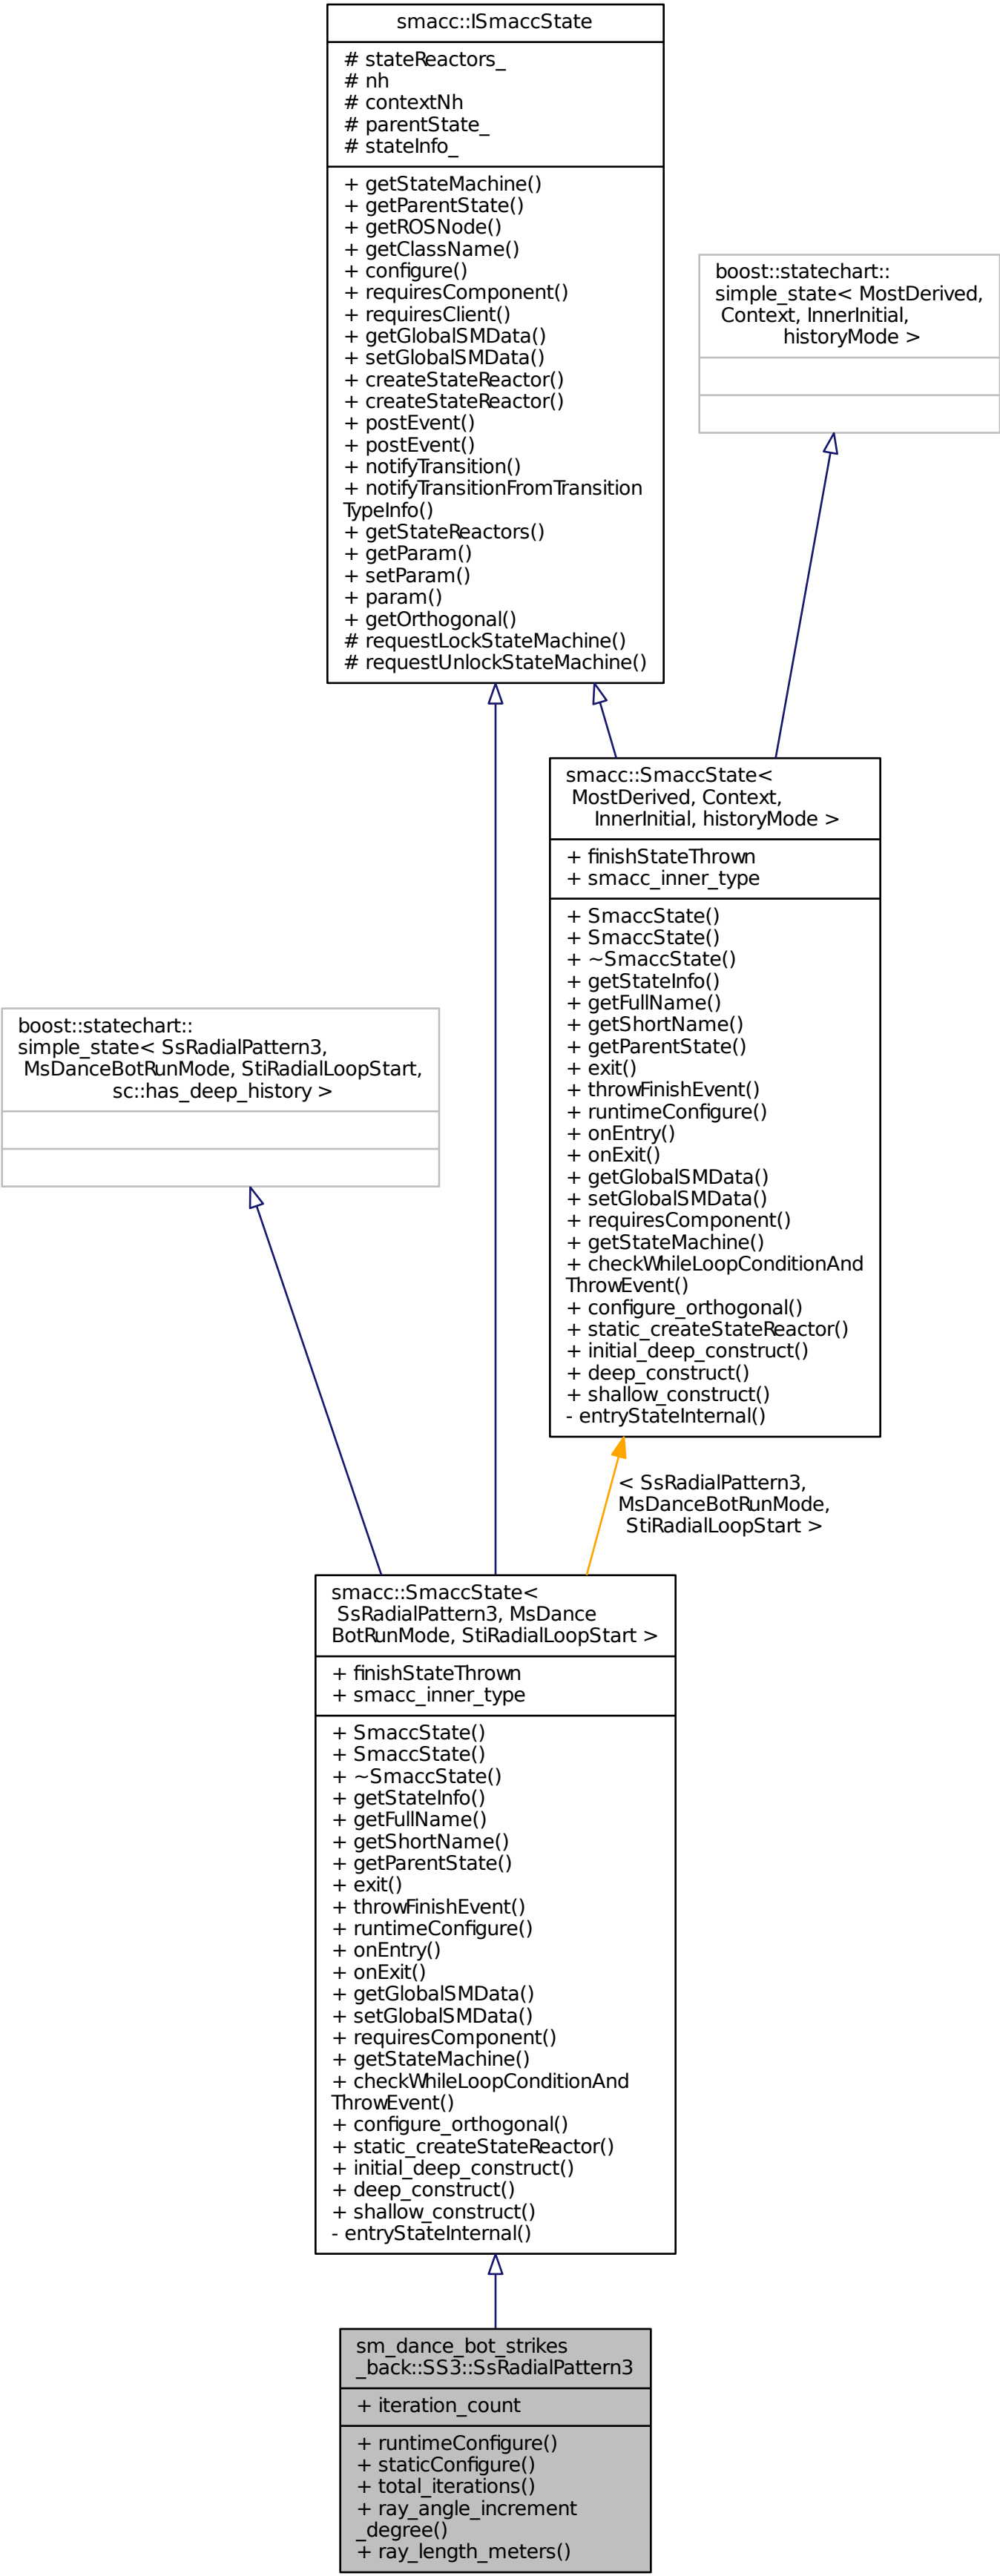 smacc::ISmaccState
# stateReactors_
# nh
# contextNh
# parentState_
# stateInfo_
+ getStateMachine()
+ getParentState()
+ getROSNode()
+ getClassName()
+ configure()
+ requiresComponent()
+ requiresClient()
+ getGlobalSMData()
+ setGlobalSMData()
+ createStateReactor()
+ createStateReactor()
+ postEvent()
+ postEvent()
+ notifyTransition()
+ notifyTransitionFromTransition
TypeInfo()
+ getStateReactors()
+ getParam()
+ setParam()
+ param()
+ getOrthogonal()
# requestLockStateMachine()
# requestUnlockStateMachine()
boost::statechart::
simple_state< MostDerived,
Context, InnerInitial,
historyMode >
smacc::SmaccState<
MostDerived, Context,
InnerInitial, historyMode >
+ finishStateThrown
+ smacc_inner_type
+ SmaccState()
+ SmaccState()
+ ~SmaccState()
+ getStateInfo()
+ getFullName()
+ getShortName()
+ getParentState()
+ exit()
+ throwFinishEvent()
+ runtimeConfigure()
+ onEntry()
+ onExit()
+ getGlobalSMData()
+ setGlobalSMData()
+ requiresComponent()
+ getStateMachine()
+ checkWhileLoopConditionAnd
ThrowEvent()
+ configure_orthogonal()
+ static_createStateReactor()
+ initial_deep_construct()
+ deep_construct()
+ shallow_construct()
- entryStateInternal()
boost::statechart::
simple_state< SsRadialPattern3,
MsDanceBotRunMode, StiRadialLoopStart,
sc::has_deep_history >
< SsRadialPattern3,
MsDanceBotRunMode,
StiRadialLoopStart >
smacc::SmaccState<
SsRadialPattern3, MsDance
BotRunMode, StiRadialLoopStart >
+ finishStateThrown
+ smacc_inner_type
+ SmaccState()
+ SmaccState()
+ ~SmaccState()
+ getStateInfo()
+ getFullName()
+ getShortName()
+ getParentState()
+ exit()
+ throwFinishEvent()
+ runtimeConfigure()
+ onEntry()
+ onExit()
+ getGlobalSMData()
+ setGlobalSMData()
+ requiresComponent()
+ getStateMachine()
+ checkWhileLoopConditionAnd
ThrowEvent()
+ configure_orthogonal()
+ static_createStateReactor()
+ initial_deep_construct()
+ deep_construct()
+ shallow_construct()
- entryStateInternal()
sm_dance_bot_strikes
_back::SS3::SsRadialPattern3
+ iteration_count
+ runtimeConfigure()
+ staticConfigure()
+ total_iterations()
+ ray_angle_increment
_degree()
+ ray_length_meters()